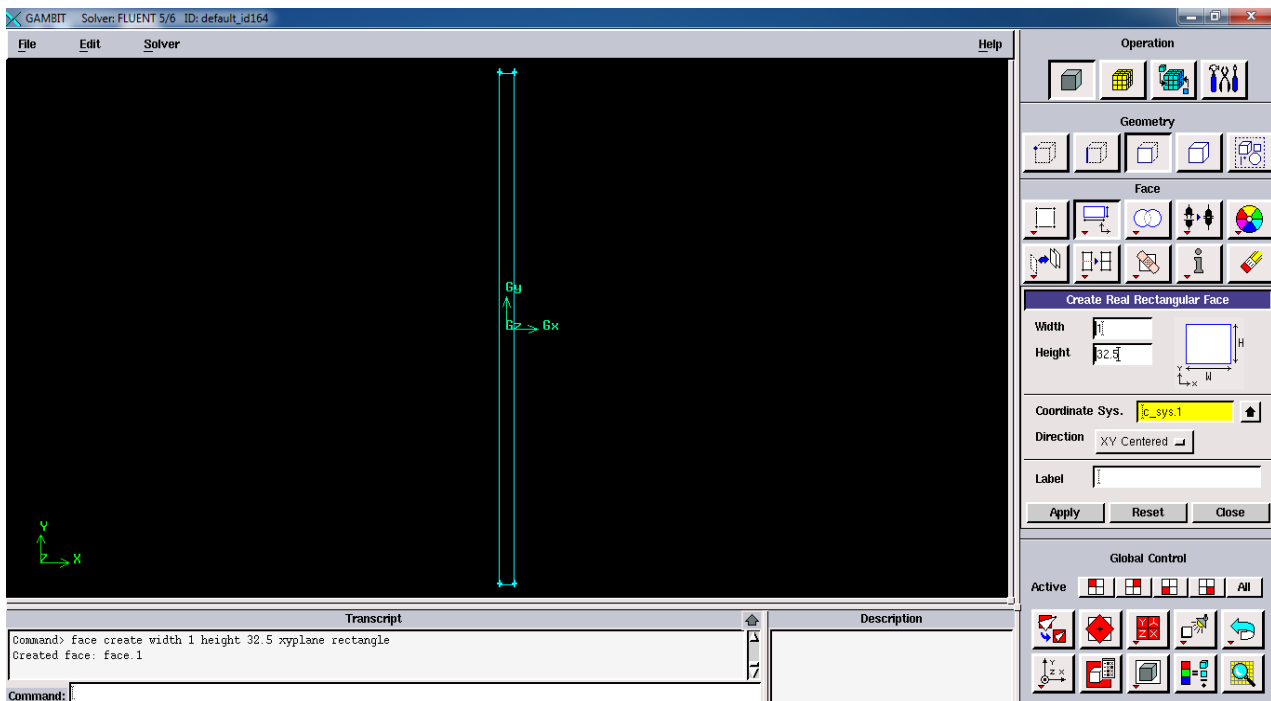 GAMBIT Solver: FLUENT 5/6 ID: default_id164
File Edit Solver Help
Operation
Geometry
Face
Create Real Rectangular Face
Width 1
Height 32.5
H
Y
X
W
Coordinate Sys. c_sys.1
Direction XY Centered
Label
Apply Reset Close
Global Control
Active All
Gy
Gz Gx
Y
Z X
Transcript
Command> face create width 1 height 32.5 xyplane rectangle
Created face: face.1
Command:
Description